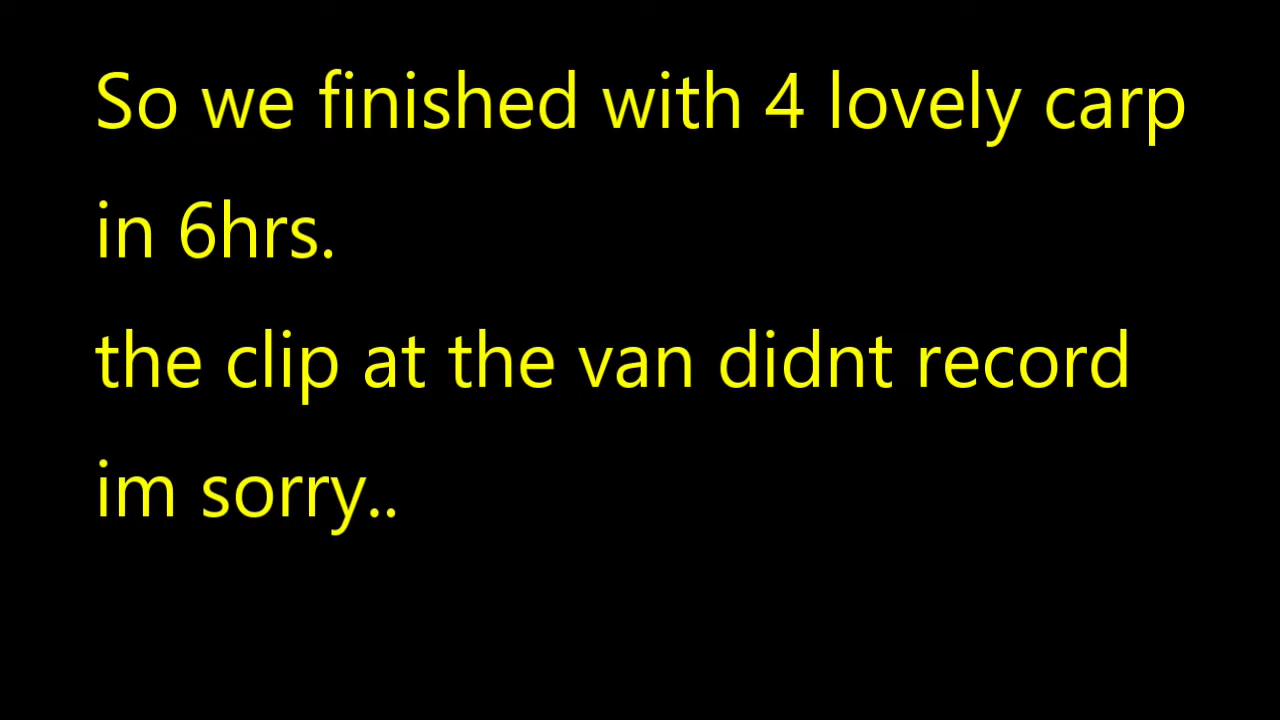 So we finished with 4 lovely carp
in 6hrs.
the clip at the van didnt record
im sorry..